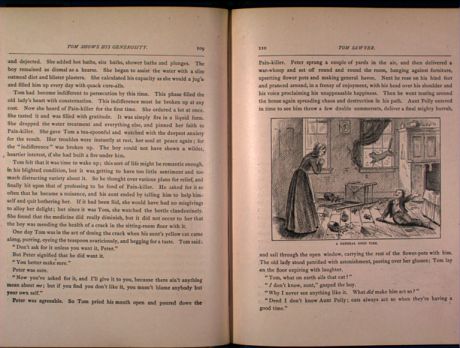 TOM SHOWS HIS GENEROSITY. 109
and dejected. She added hot baths, sitz baths, shower baths and plunges. The
boy remained as dismal as a hearse. She began to assist the water with a slim
oatmeal diet and blister plasters. She calculated his capacity as she would a jug's
and filled him up every day with quack cure-alls.
Tom had become indifferent to persecution by this time. This phase filled the
old lady's heart with consternation. This indifference must be broken up at any
cost. Now she heard of Pain-killer for the first time. She ordered a lot at once.
She tasted it and was filled with gratitude. It was simply fire in a liquid form.
She dropped the water treatment and everything else, and pinned her faith to
Pain-killer. She gave Tom a tea-spoonful and watched with the deepest anxiety
for the result. Her troubles were instantly at rest, her soul at peace again; for
the "indifference" was broken up. The boy could not have shown a wilder,
heartier interest, if she had built a fire under him.
Tom felt that it was time to wake up; this sort of life might be romantic enough,
in his blighted condition, but it was getting to have too little sentiment and too
much distracting variety about it. So he thought over various plans for relief, and
finally hit upon that of professing to be fond of Pain-killer. He asked for it so
often that he became a nuisance, and his aunt ended by telling him to help him-
self and quit bothering her. If it had been Sid, she would have had no misgivings
to alloy her delight; but since it was Tom, she watched the bottle clandestinely.
She found that the medicine did really diminish, but it did not occur to her that
the boy was mending the health of a crack in the sitting-room floor with it.
One day Tom was in the act of dosing the crack when his aunt's yellow cat came
along, purring, eyeing the teaspoon avariciously, and begging for a taste. Tom said:
"Don't ask for it unless you want it, Peter."
But Peter signified that he did want it.
"You better make sure."
Peter was sure.
"Now you've asked for it, and I'll give it to you, because there ain't anything
mean about me; but if you find you don't like it, you mustn't blame anybody but
your own self."
Peter was agreeable. So Tom pried his mouth open and poured down the
110 TOM SAWYER.
Pain-killer. Peter sprang a couple of yards in the air, and then delivered a
war-whoop and set off round and round the room, banging against furniture,
upsetting flower pots and making general havoc. Next he rose on his hind feet
and pranced around, in a frenzy of enjoyment, with his head over his shoulder and
his voice proclaiming his unappeasable happiness. Then he went tearing around
the house again spreading chaos and destruction in his path. Aunt Polly entered
in time to see him throw a few double summersets, deliver a final mighty hurrah,
A GENERAL GOOD TIME.
and sail through the open window, carrying the rest of the flower-pots with him.
The old lady stood petrified with astonishment, peering over her glasses; Tom lay
on the floor expiring with laughter.
"Tom, what on earth ails that cat?"
"I don't know, aunt," gasped the boy.
"Why I never see anything like it. What did make him act so?"
"Deed I don't know Aunt Polly; cats always act so when they're having a
good time."